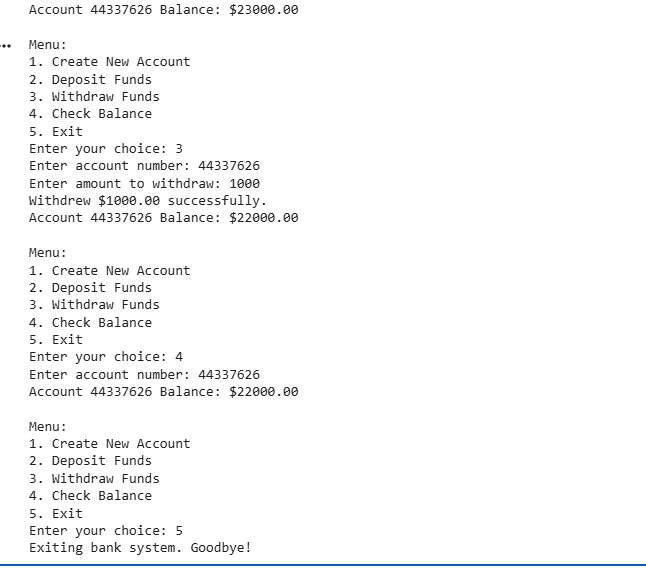 Account 44337626 Balance: $23000.00
Menu:
1. Create New Account
2. Deposit Funds
3. Withdraw Funds
4. Check Balance
5. Exit
Enter your choice: 3
Enter account number: 44337626
Enter amount to withdraw: 1000
Withdrew $1000.00 successfully.
Account 44337626 Balance: $22000.00
Menu:
1. Create New Account
2. Deposit Funds
3. Withdraw Funds
4. Check Balance
5. Exit
Enter your choice: 4
Enter account number: 44337626
Account 44337626 Balance: $22000.00
Menu:
1. Create New Account
2. Deposit Funds
3. Withdraw Funds
4. Check Balance
5. Exit
Enter your choice: 5
Exiting bank system. Goodbye!